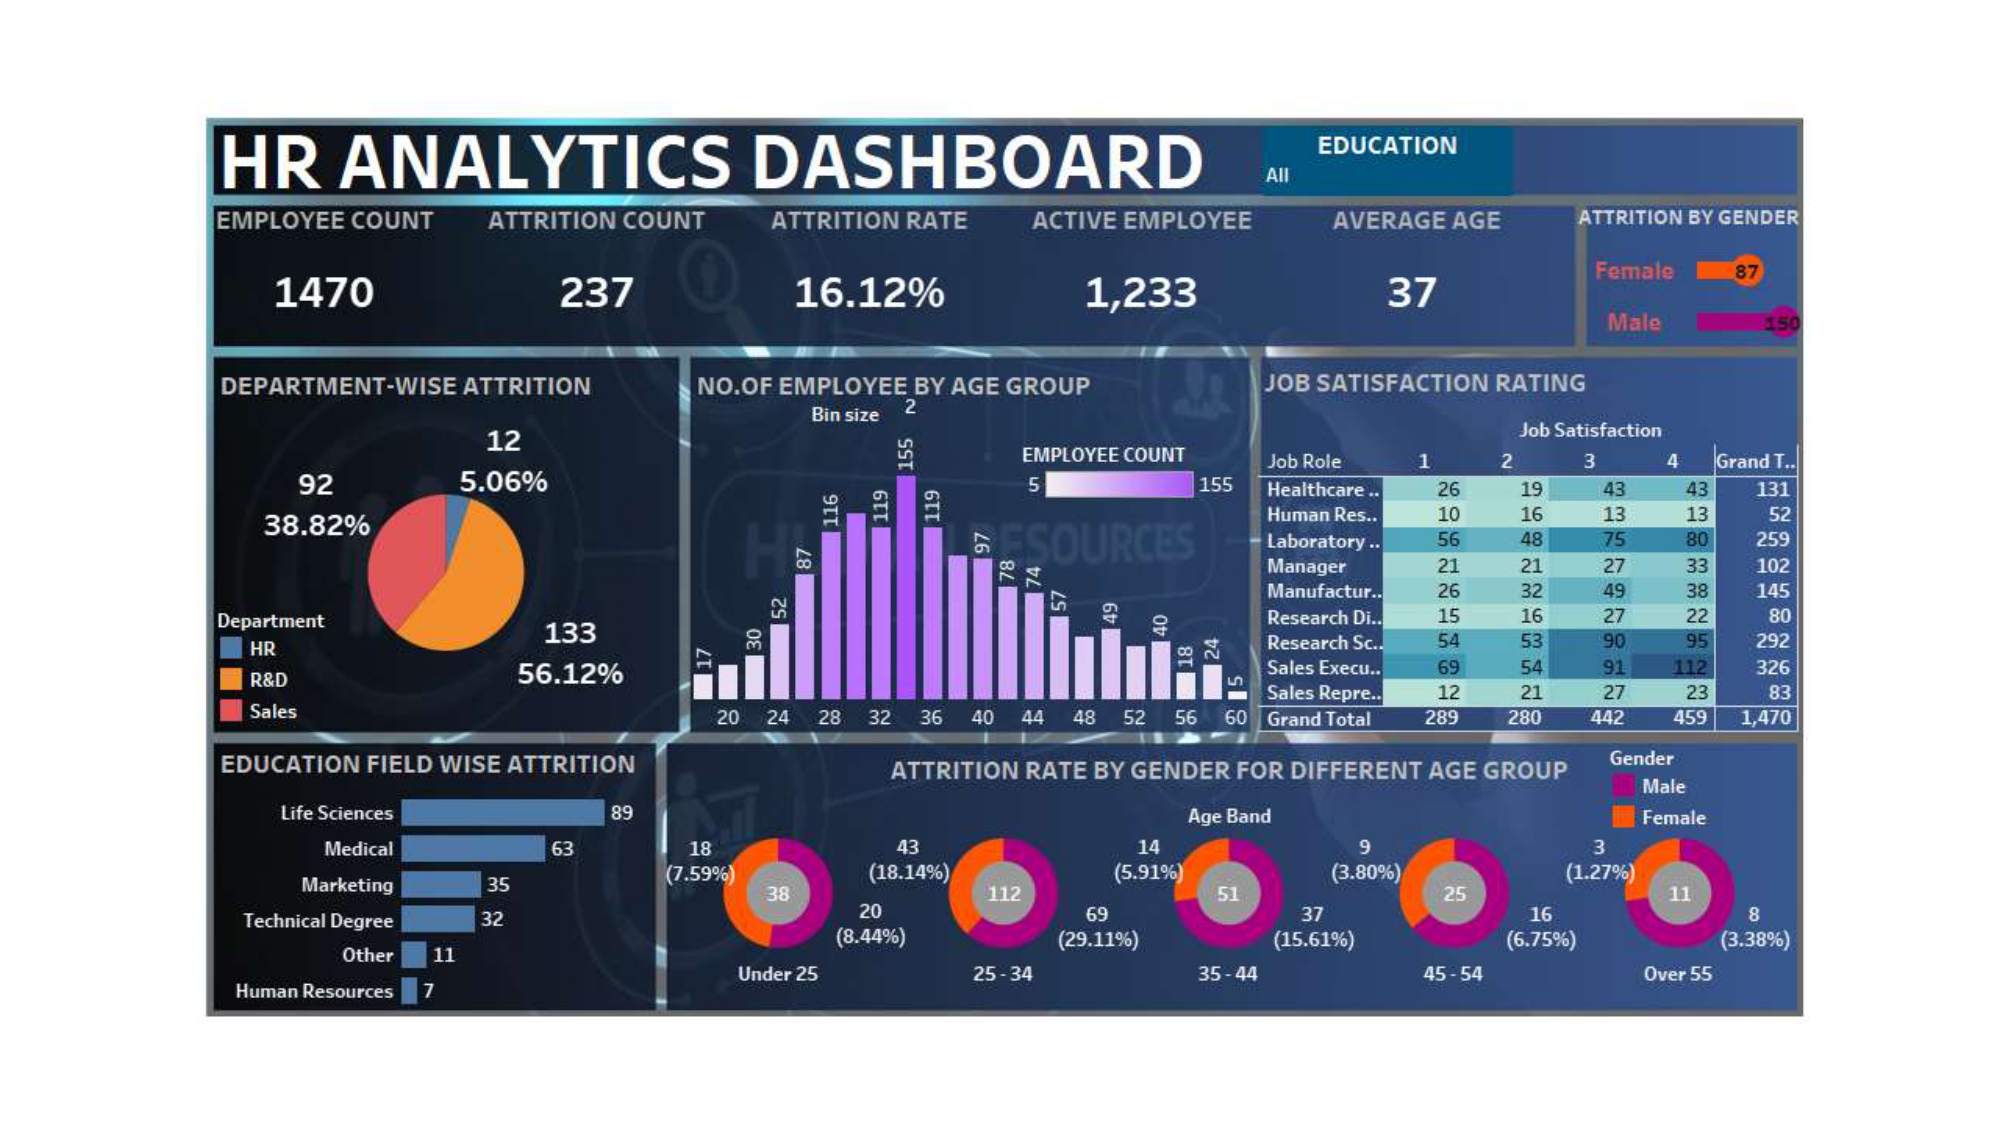 HR ANALYTICS DASHBOARD
EDUCATION
All
EMPLOYEE COUNT
1470
ATTRITION COUNT
237
ATTRITION RATE
16.12%
ACTIVE EMPLOYEE
1,233
AVERAGE AGE
37
ATTRITION BY GENDER
Female 87
Male 150
DEPARTMENT-WISE ATTRITION
12
5.06%
92
38.82%
133
56.12%
Department
HR
R&D
Sales
NO.OF EMPLOYEE BY AGE GROUP
Bin size 2
EMPLOYEE COUNT
5 155
17 30 52 87 116 119 155 119 97 78 74 57 49 40 18 24 5
20 24 28 32 36 40 44 48 52 56 60
JOB SATISFACTION RATING
Job Satisfaction
Job Role 1 2 3 4 Grand T..
Healthcare .. 26 19 43 43 131
Human Res.. 10 16 13 13 52
Laboratory .. 56 48 75 80 259
Manager 21 21 27 33 102
Manufactur.. 26 32 49 38 145
Research Di.. 15 16 27 22 80
Research Sc.. 54 53 90 95 292
Sales Execu.. 69 54 91 112 326
Sales Repre.. 12 21 27 23 83
Grand Total 289 280 442 459 1,470
EDUCATION FIELD WISE ATTRITION
Life Sciences 89
Medical 63
Marketing 35
Technical Degree 32
Other 11
Human Resources 7
ATTRITION RATE BY GENDER FOR DIFFERENT AGE GROUP
Gender
Male
Female
Age Band
18
(7.59%)
38
20
(8.44%)
Under 25
43
(18.14%)
112
69
(29.11%)
25 - 34
14
(5.91%)
51
37
(15.61%)
35 - 44
9
(3.80%)
25
16
(6.75%)
45 - 54
3
(1.27%)
11
8
(3.38%)
Over 55